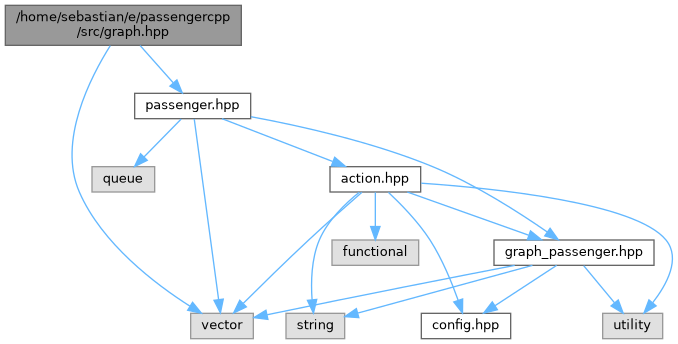 /home/sebastian/e/passengercpp
/src/graph.hpp
passenger.hpp
queue
action.hpp
functional
graph_passenger.hpp
vector
string
config.hpp
utility